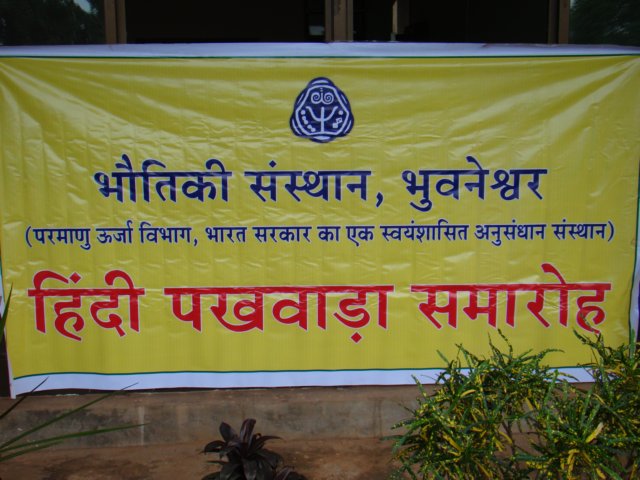 भौतिकी संस्थान, भुवनेश्वर
(परमाणु ऊर्जा विभाग, भारत सरकार का एक स्वयंशासित अनुसंधान संस्थान)
हिंदी पखवाड़ा समारोह